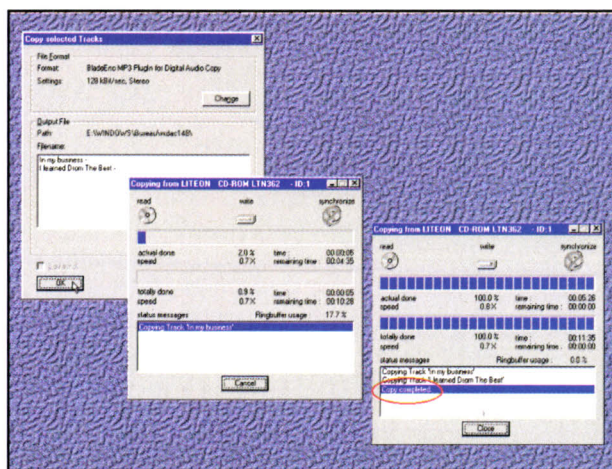 Copy selected Tracks
File Format
Format: BladeEnc MP3 Plugin for Digital Audio Copy
Settings: 128 kBit/sec, Stereo
Change
Output File
Path: E:\WINDOWS\Bureau\mdec148\
Filename:
'In my business -
I learned Drom The Best -
OK
Copying from LITEON CD-ROM LTN362 - ID:1
read write synchronize
actual done 2.0 % time : 00:00:05
speed 0.7 X remaining time : 00:04:35
totally done 0.9 % time : 00:00:05
speed 0.7 X remaining time : 00:10:28
status messages Ringbuffer usage 17.7 %
Copying Track 'In my business'
Cancel
Copying from LITEON CD-ROM LTN362 - ID:1
read write synchronize
actual done 100.0 % time : 00:05:26
speed 0.8 X remaining time : 00:00:00
totally done 100.0 % time : 00:11:35
speed 0.7 X remaining time : 00:00:00
status messages Ringbuffer usage : 0.0 %
Copying Track 'In my business'
Copying Track 'I learned Drom The Best'
Copy completed.
Close